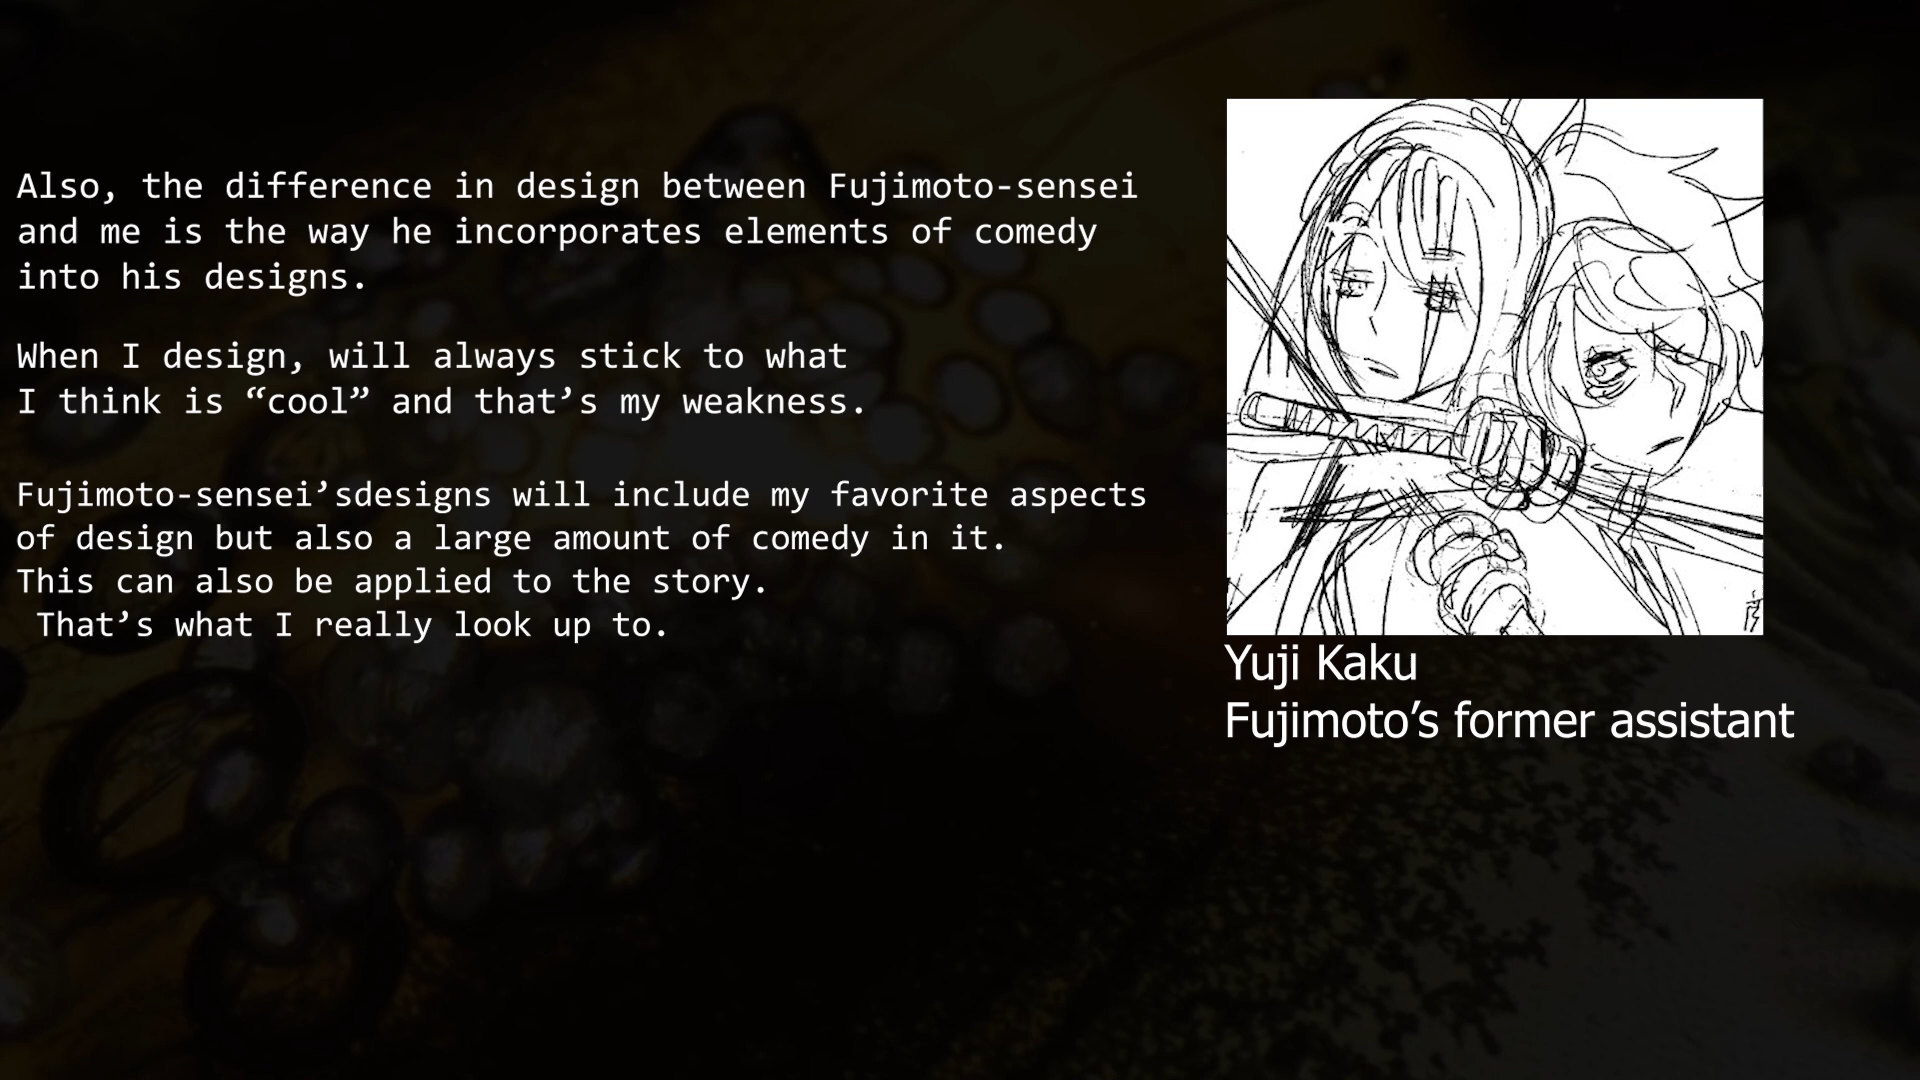 Also, the difference in design between Fujimoto-sensei
and me is the way he incorporates elements of comedy
into his designs.
When I design, will always stick to what
I think is “cool” and that’s my weakness.
Fujimoto-sensei’sdesigns will include my favorite aspects
of design but also a large amount of comedy in it.
This can also be applied to the story.
That’s what I really look up to.
Yuji Kaku
Fujimoto’s former assistant